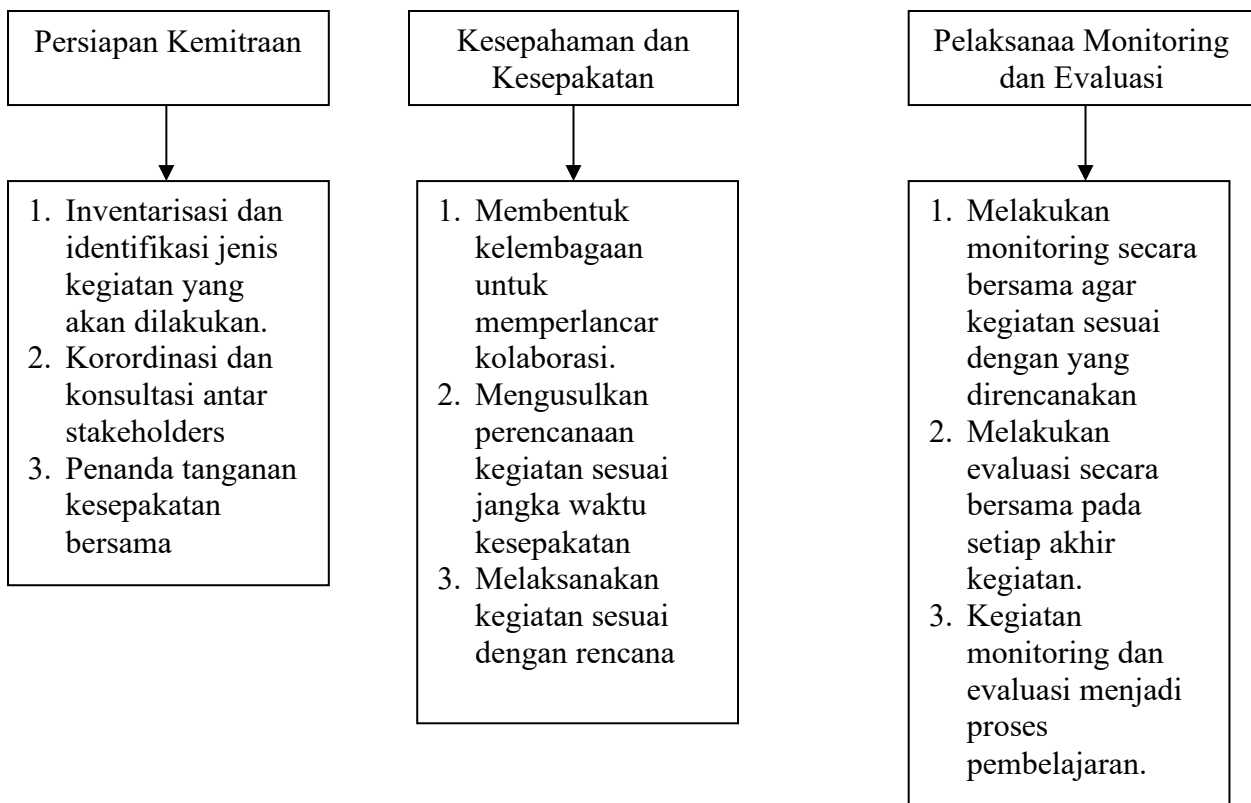 Persiapan Kemitraan
1. Inventarisasi dan
identifikasi jenis
kegiatan yang
akan dilakukan.
2. Korordinasi dan
konsultasi antar
stakeholders
3. Penanda tanganan
kesepakatan
bersama
Kesepahaman dan
Kesepakatan
1. Membentuk
kelembagaan
untuk
memperlancar
kolaborasi.
2. Mengusulkan
perencanaan
kegiatan sesuai
jangka waktu
kesepakatan
3. Melaksanakan
kegiatan sesuai
dengan rencana
Pelaksanaa Monitoring
dan Evaluasi
1. Melakukan
monitoring secara
bersama agar
kegiatan sesuai
dengan yang
direncanakan
2. Melakukan
evaluasi secara
bersama pada
setiap akhir
kegiatan.
3. Kegiatan
monitoring dan
evaluasi menjadi
proses
pembelajaran.